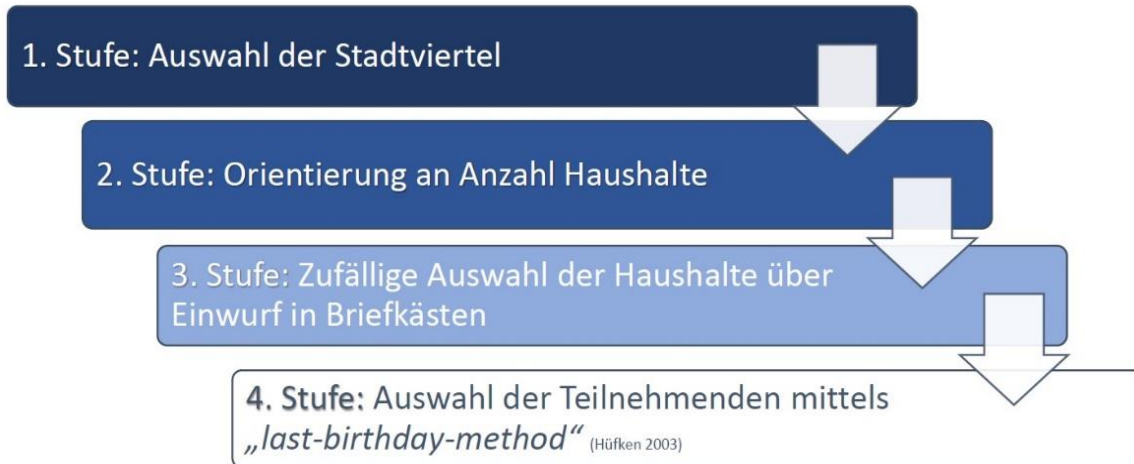 1. Stufe: Auswahl der Stadtviertel
2. Stufe: Orientierung an Anzahl Haushalte
3. Stufe: Zufällige Auswahl der Haushalte über
Einwurf in Briefkästen
4. Stufe: Auswahl der Teilnehmenden mittels
„last-birthday-method“ (Hüfken 2003)